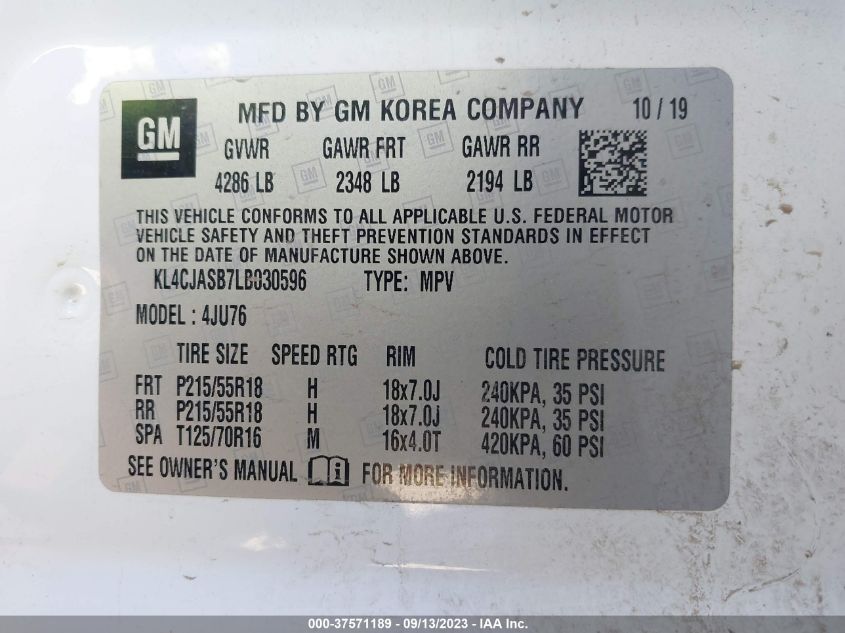 GM MFD BY GM KOREA COMPANY 10 / 19
GVWR GAWR FRT GAWR RR
4286 LB 2348 LB 2194 LB
THIS VEHICLE CONFORMS TO ALL APPLICABLE U.S. FEDERAL MOTOR
VEHICLE SAFETY AND THEFT PREVENTION STANDARDS IN EFFECT
ON THE DATE OF MANUFACTURE SHOWN ABOVE.
KL4CJASB7LB030596 TYPE: MPV
MODEL : 4JU76
TIRE SIZE SPEED RTG RIM COLD TIRE PRESSURE
FRT P215/55R18 H 18x7.0J 240KPA, 35 PSI
RR P215/55R18 H 18x7.0J 240KPA, 35 PSI
SPA T125/70R16 M 16x4.0T 420KPA, 60 PSI
SEE OWNER'S MANUAL FOR MORE INFORMATION.
000-37571189 - 09/13/2023 - IAA Inc.